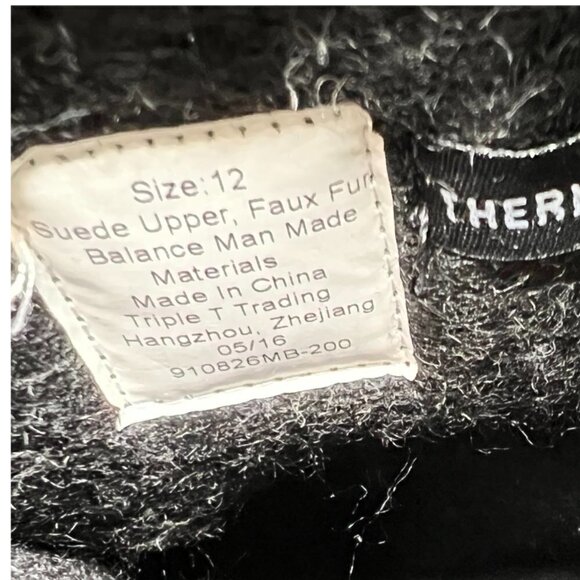 Size: 12
Suede Upper, Faux Fur
Balance Man Made
Materials
Made In China
Triple T Trading
Hangzhou, Zhejiang
05/16
910826MB-200